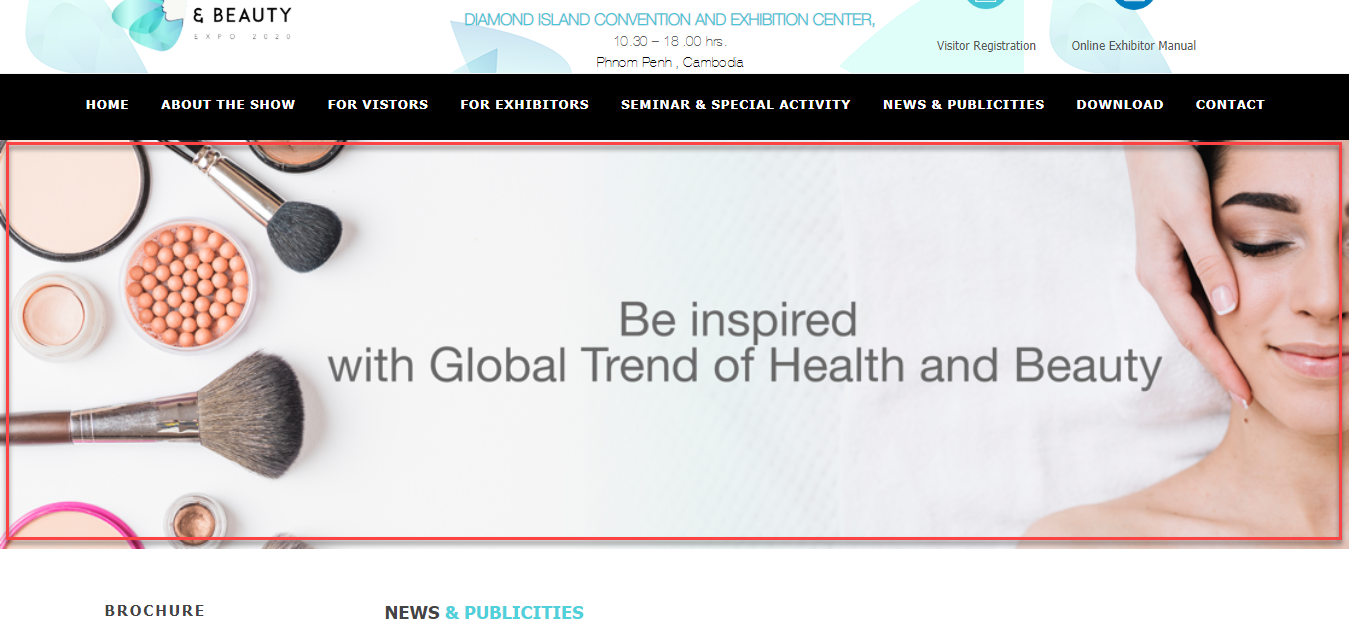 & BEAUTY
EXPO 2020
DIAMOND ISLAND CONVENTION AND EXHIBITION CENTER,
10.30 – 18 .00 hrs.
Phnom Penh , Cambodia
Visitor Registration
Online Exhibitor Manual
HOME ABOUT THE SHOW FOR VISTORS FOR EXHIBITORS SEMINAR & SPECIAL ACTIVITY NEWS & PUBLICITIES DOWNLOAD CONTACT
Be inspired
with Global Trend of Health and Beauty
BROCHURE
NEWS & PUBLICITIES